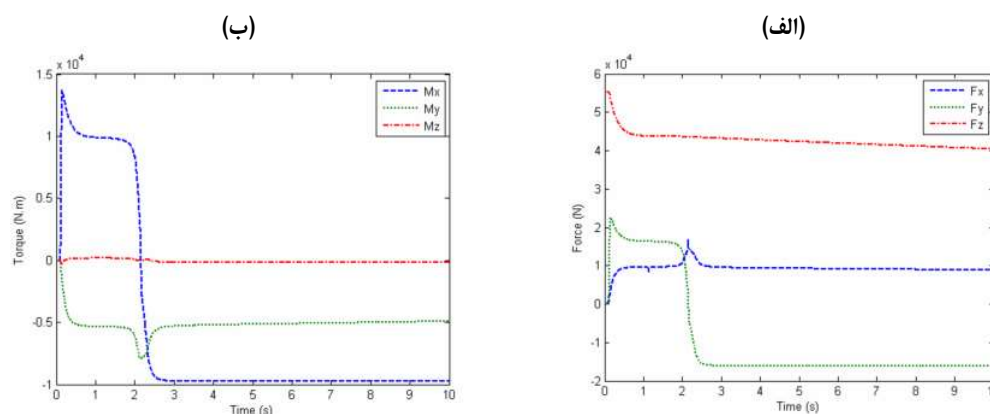 (ب)
(الف)
x 10^4
1.5
1
0.5
0
-0.5
-1
Torque (N.m)
0 1 2 3 4 5 6 7 8 9 10
Time (s)
Mx
My
Mz
x 10^4
6
5
4
3
2
1
0
-1
-2
Force (N)
0 1 2 3 4 5 6 7 8 9 1
Time (s)
Fx
Fy
Fz